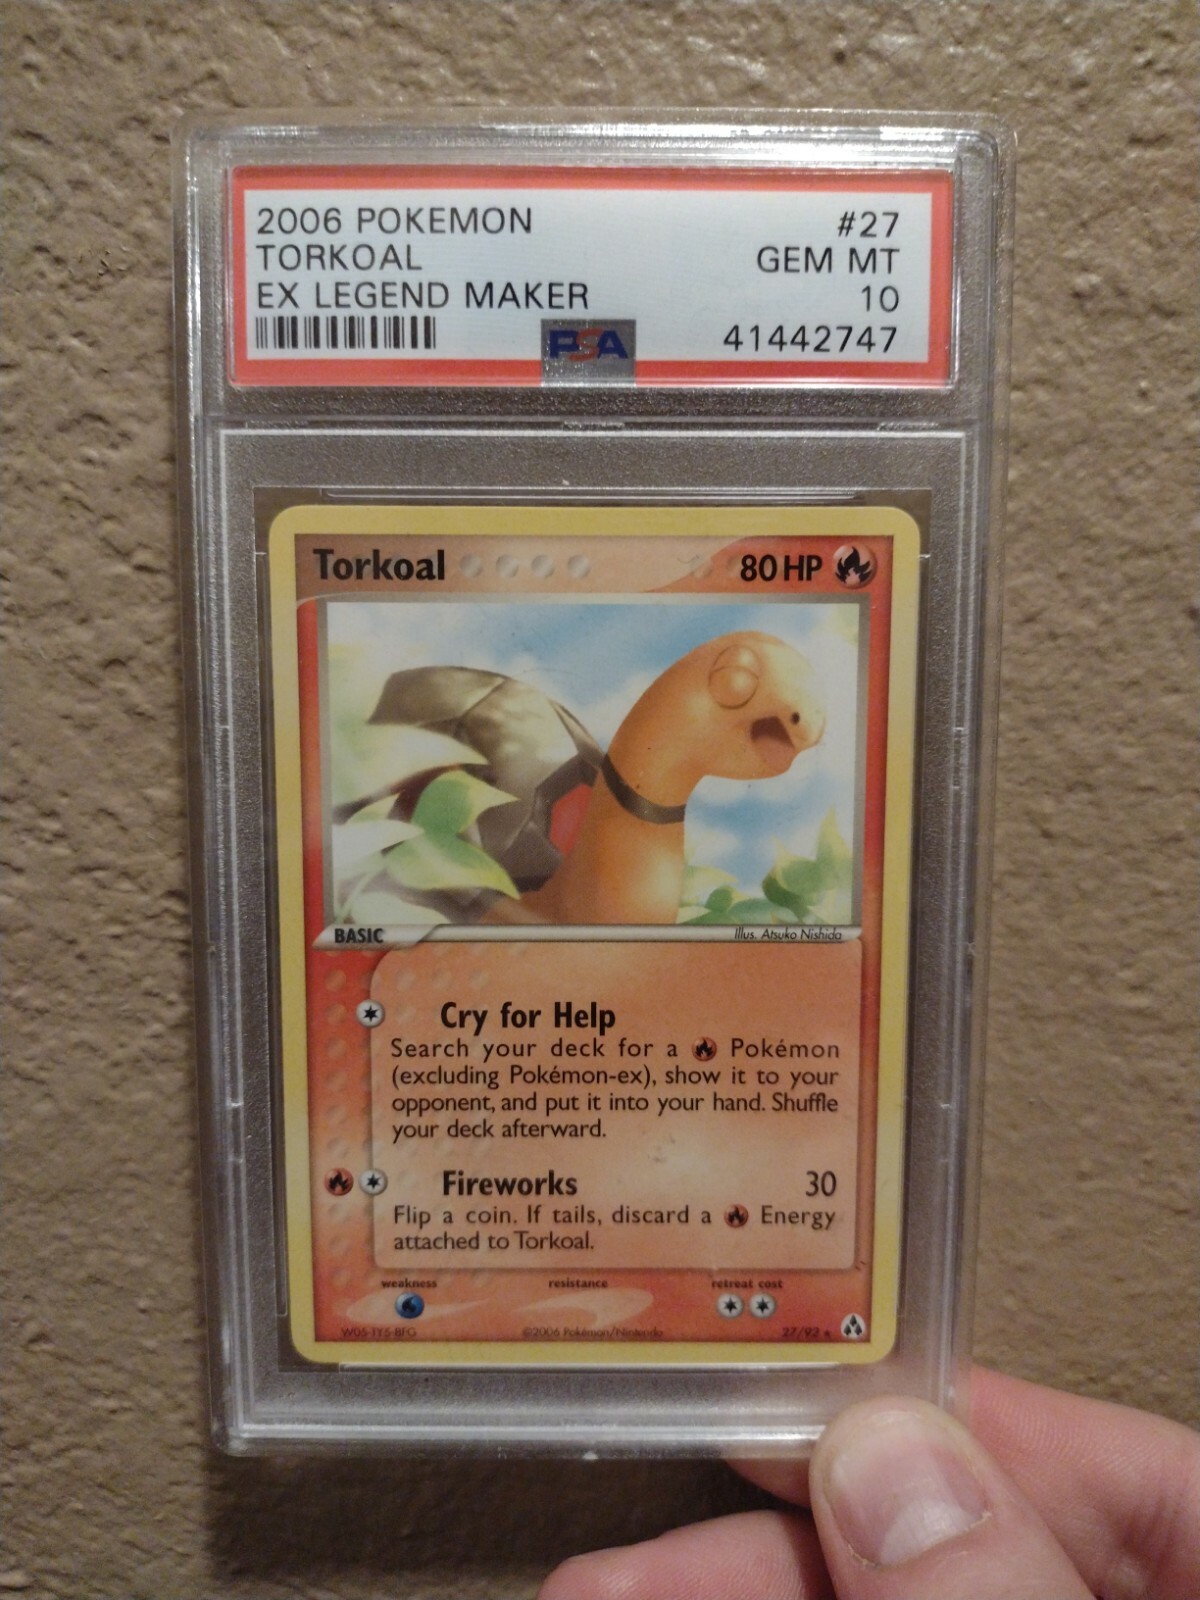 2006 POKEMON #27
TORKOAL GEM MT
EX LEGEND MAKER 10
PSA 41442747
Torkoal 80 HP
BASIC Illus. Atsuko Nishida
Cry for Help
Search your deck for a Pokémon
(excluding Pokémon-ex), show it to your
opponent, and put it into your hand. Shuffle
your deck afterward.
Fireworks 30
Flip a coin. If tails, discard a Energy
attached to Torkoal.
weakness resistance retreat cost
W05-1Y5-BFG ©2006 Pokémon/Nintendo 27/92 ★